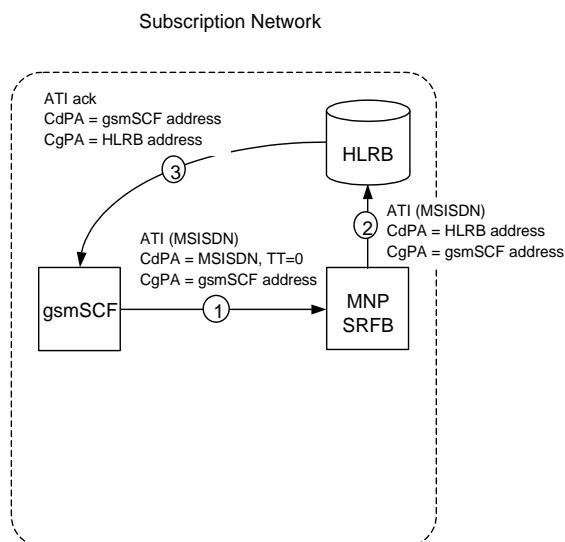 Subscription Network
ATI ack
CdPA = gsmSCF address
CgPA = HLRB address
3
HLRB
2
ATI (MSISDN)
CdPA = HLRB address
CgPA = gsmSCF address
ATI (MSISDN)
CdPA = MSISDN, TT=0
CgPA = gsmSCF address
gsmSCF
1
MNP
SRFB